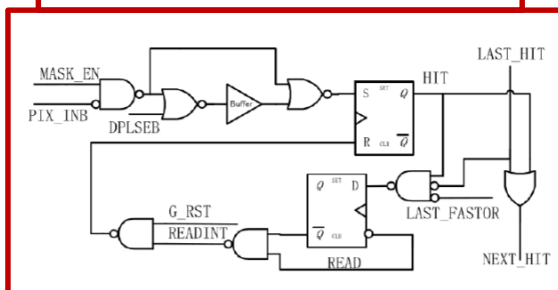 MASK_EN
PIX_INB
DPLSEB
Buffer
HIT
LAST_HIT
S SET Q
R CLR Q
Q SET D
Q CLR
G_RST
READINT
READ
LAST_FASTOR
NEXT_HIT